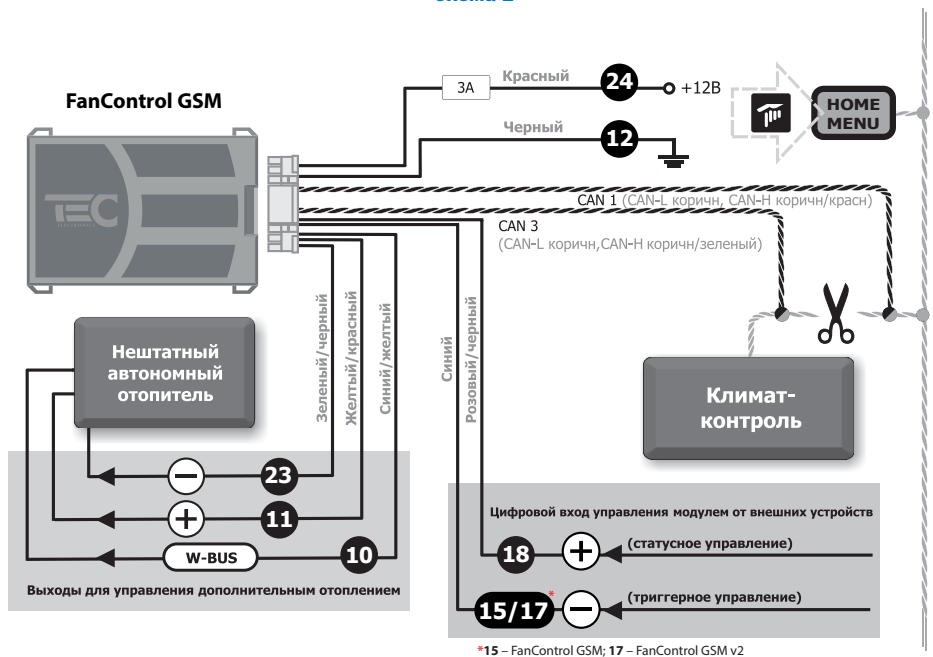 FanControl GSM
3А
Красный
24
+12В
HOME
MENU
Черный
12
TEC
ELECTRONICS
CAN 1 (CAN-L коричн, CAN-H коричн/красн)
CAN 3
(CAN-L коричн,CAN-H коричн/зеленый)
Зеленый/черный
Желтый/красный
Синий/желтый
Синий
Розовый/черный
Нештатный
автономный
отопитель
Климат-
контроль
23
11
W-BUS
10
Выходы для управления дополнительным отоплением
Цифровой вход управления модулем от внешних устройств
(статусное управление)
18
(триггерное управление)
15/17*
*15 – FanControl GSM; 17 – FanControl GSM v2